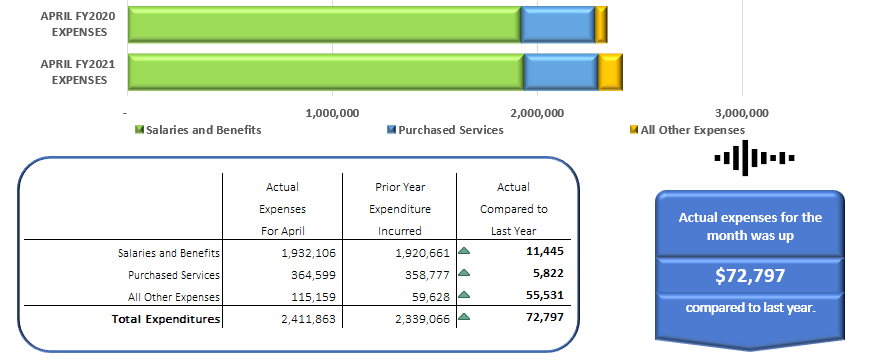 APRIL FY2020
EXPENSES
APRIL FY2021
EXPENSES
- 1,000,000 2,000,000 3,000,000
Salaries and Benefits Purchased Services All Other Expenses
Actual Prior Year Actual
Expenses Expenditure Compared to
For April Incurred Last Year
Salaries and Benefits 1,932,106 1,920,661 11,445
Purchased Services 364,599 358,777 5,822
All Other Expenses 115,159 59,628 55,531
Total Expenditures 2,411,863 2,339,066 72,797
Actual expenses for the
month was up
$72,797
compared to last year.